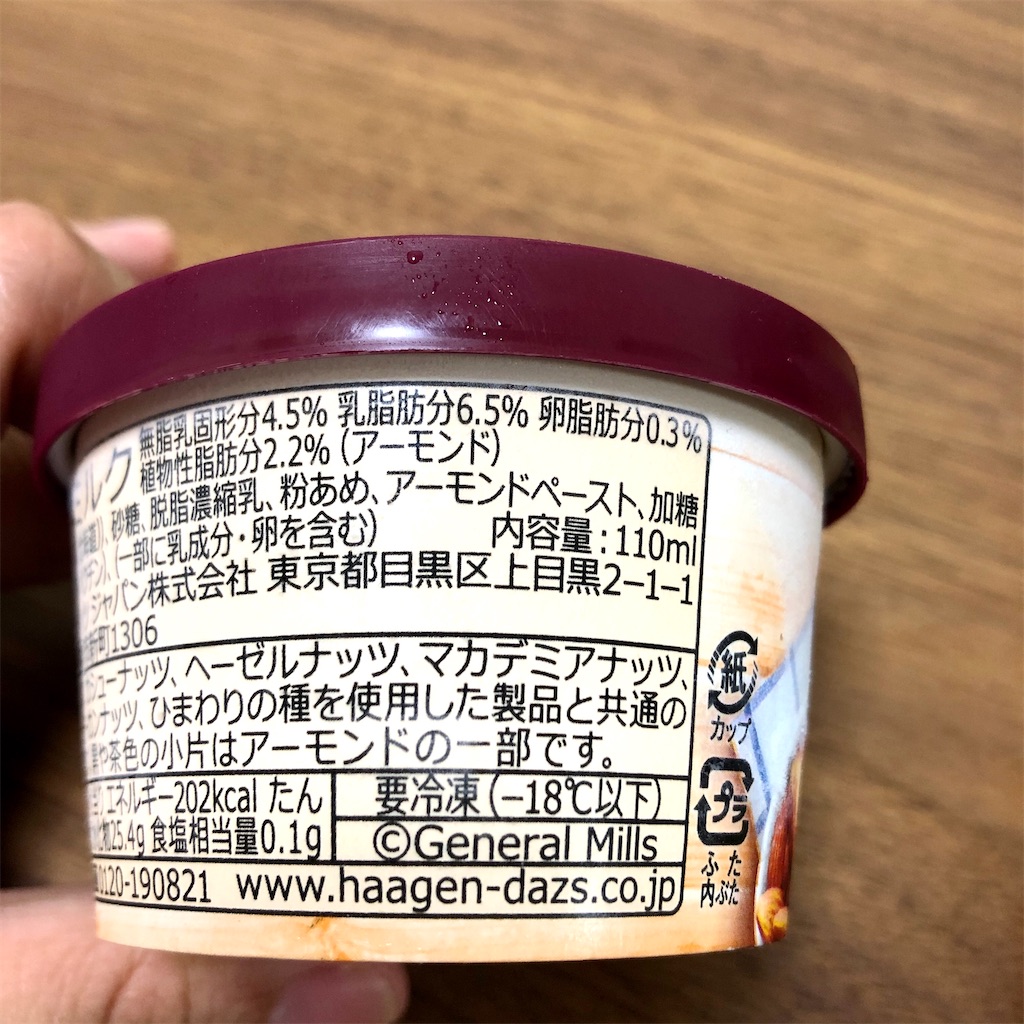 ルク 無脂乳固形分4.5% 乳脂肪分6.5% 卵脂肪分0.3%
植物性脂肪分2.2% (アーモンド)
砂糖、脱脂濃縮乳、粉あめ、アーモンドペースト、加糖
(一部に乳成分・卵を含む) 内容量:110ml
ジャパン株式会社 東京都目黒区上目黒2-1-1
新町1306
シューナッツ、ヘーゼルナッツ、マカデミアナッツ、
ンナッツ、ひまわりの種を使用した製品と共通の
や茶色の小片はアーモンドの一部です。
エネルギー202kcal たん
25.4g 食塩相当量0.1g
要冷凍(-18℃以下)
©General Mills
0120-190821 www.haagen-dazs.co.jp
紙
カップ
プラ
ふた
内ぶた